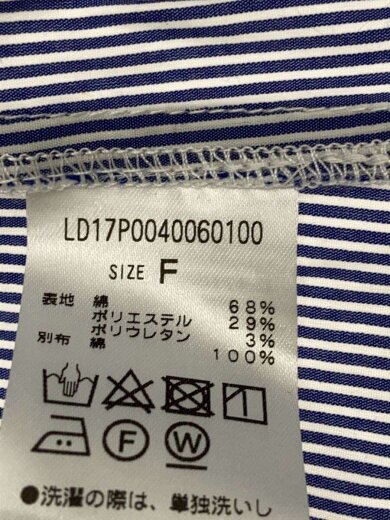 LD17P0040060100
SIZE F
表地 綿 68%
ポリエステル 29%
ポリウレタン 3%
別布 綿 100%
F W
●洗濯の際は、単独洗いし